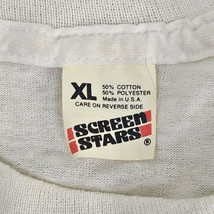 XL
50% COTTON
50% POLYESTER
Made in U.S.A.
CARE ON REVERSE SIDE
SCREEN
STARS
®